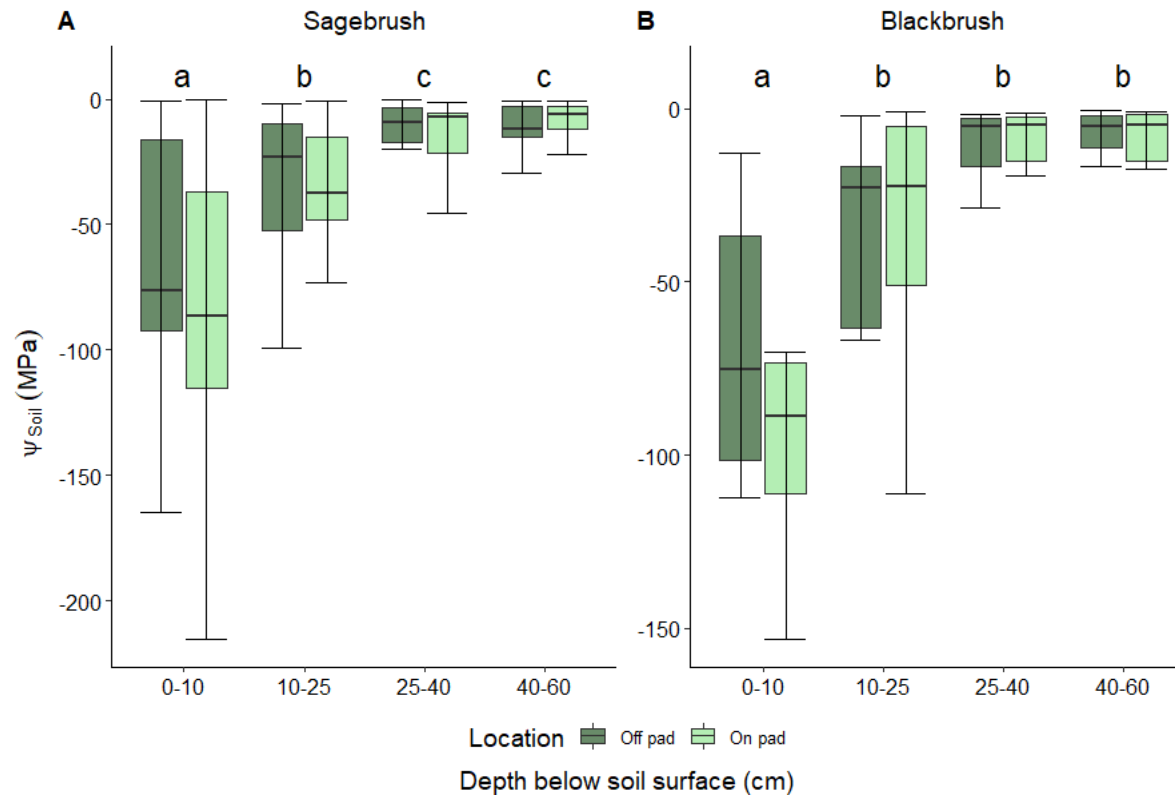 A Sagebrush
B Blackbrush
a b c c
a b b b
0
-50
-100
-150
-200
0
-50
-100
-150
Ψ Soil (MPa)
0-10 10-25 25-40 40-60
0-10 10-25 25-40 40-60
Location Off pad On pad
Depth below soil surface (cm)